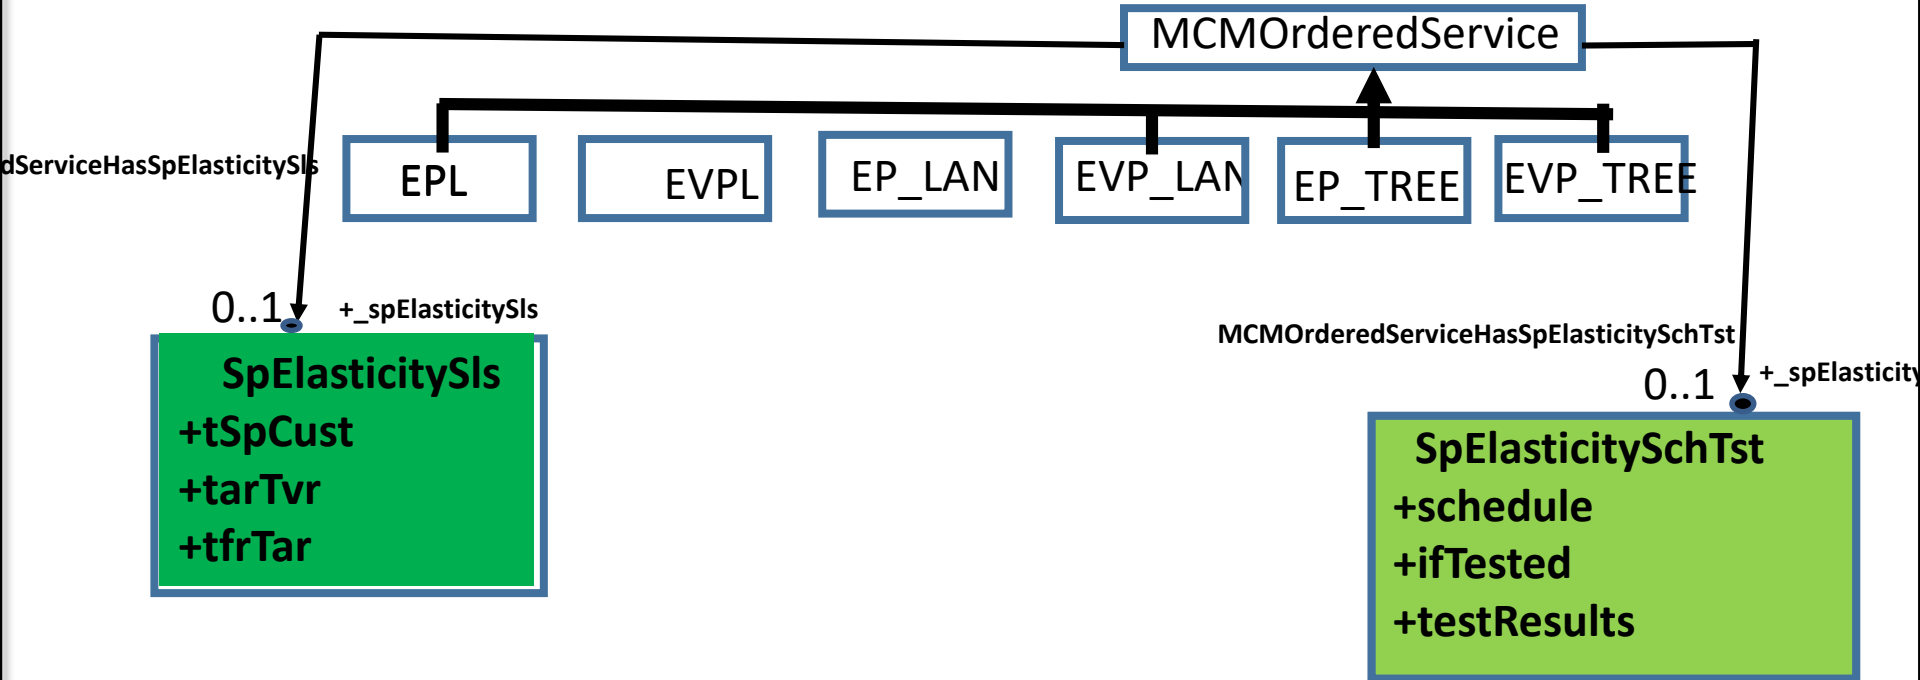 MCMOrderedService
dServiceHasSpElasticitySls
EPL
EVPL
EP_LAN
EVP_LAN
EP_TREE
EVP_TREE
0..1
+_spElasticitySls
SpElasticitySls
+tSpCust
+tarTvr
+tfrTar
MCMOrderedServiceHasSpElasticitySchTst
0..1
+_spElasticity
SpElasticitySchTst
+schedule
+ifTested
+testResults